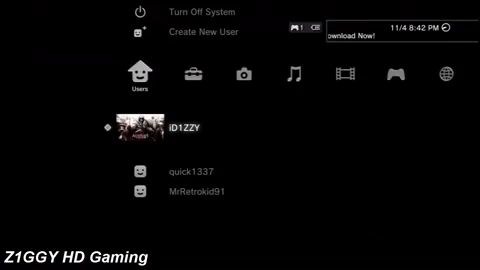 Turn Off System
Create New User
1
11/4 8:42 PM
ownload Now!
Users
iD1ZZY
quick1337
MrRetrokid91
Z1GGY HD Gaming